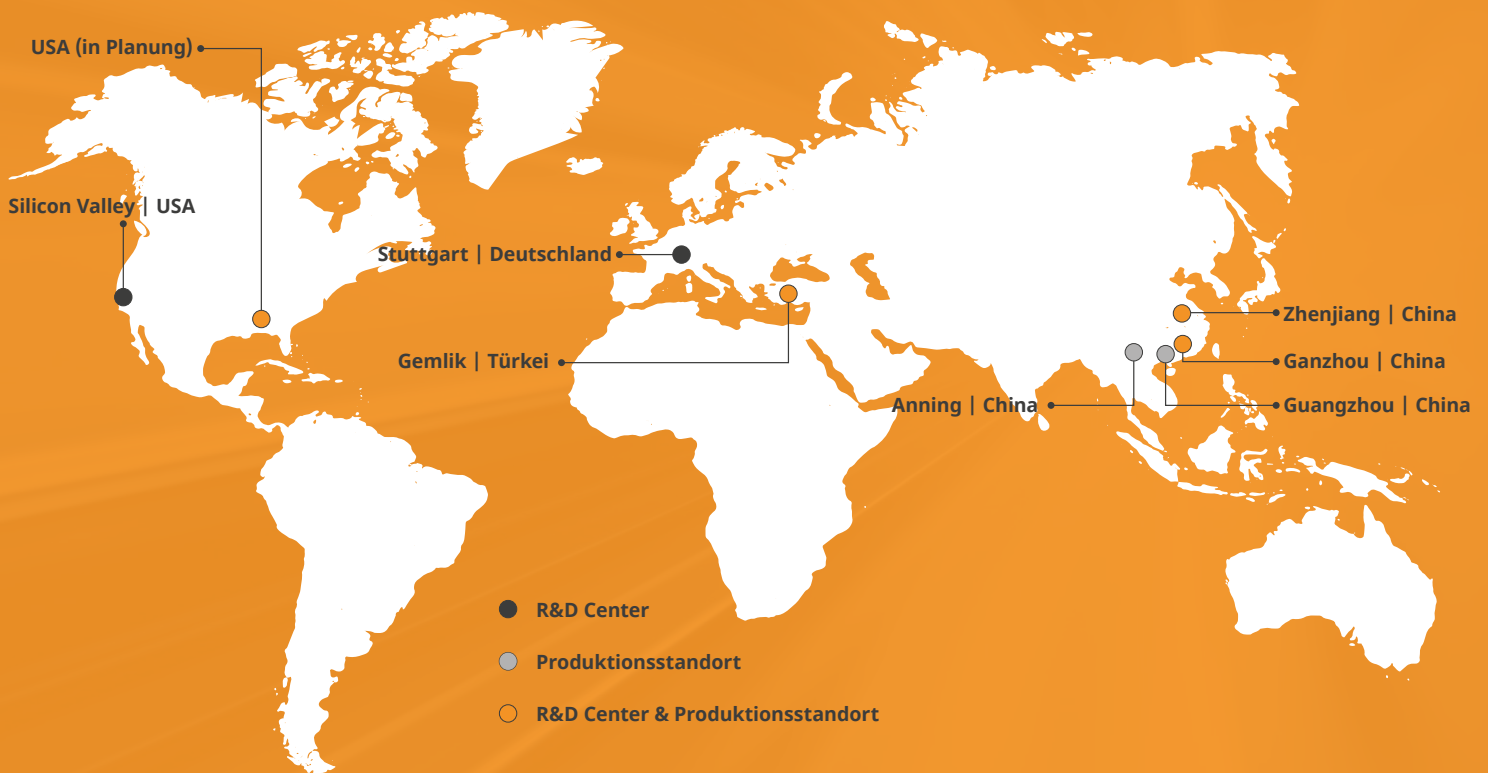 USA (in Planung)
Silicon Valley | USA
Stuttgart | Deutschland
Gemlik | Türkei
Zhenjiang | China
Ganzhou | China
Anning | China
Guangzhou | China
R&D Center
Produktionsstandort
R&D Center & Produktionsstandort